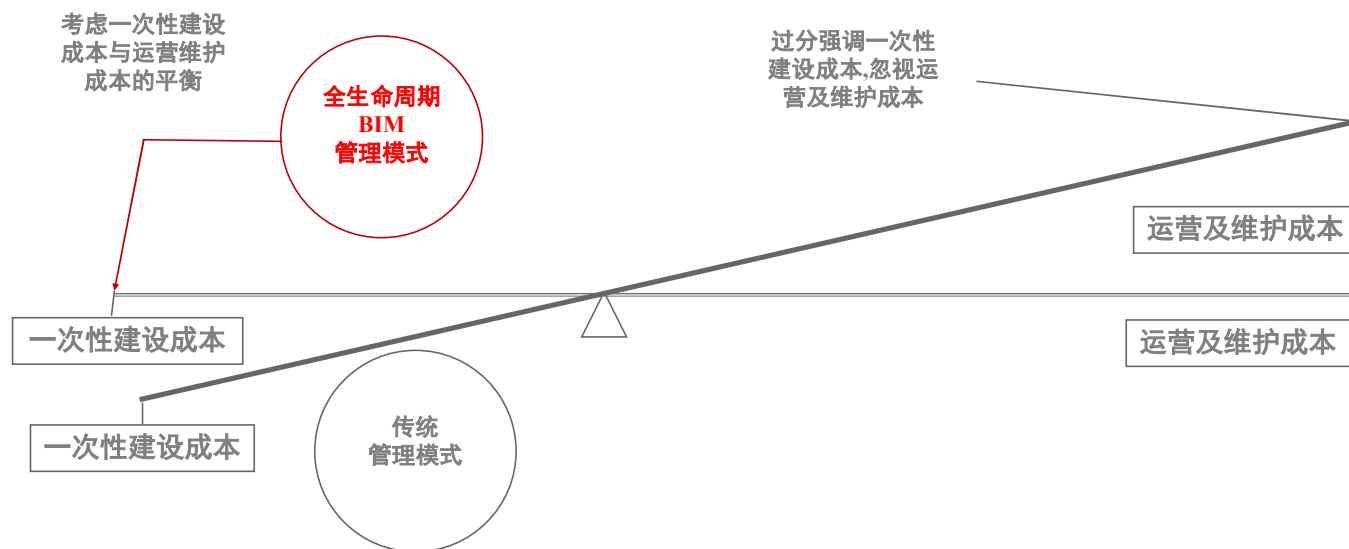 考虑一次性建设
成本与运营维护
成本的平衡
全生命周期
BIM
管理模式
过分强调一次性
建设成本,忽视运
营及维护成本
运营及维护成本
一次性建设成本
运营及维护成本
一次性建设成本
传统
管理模式